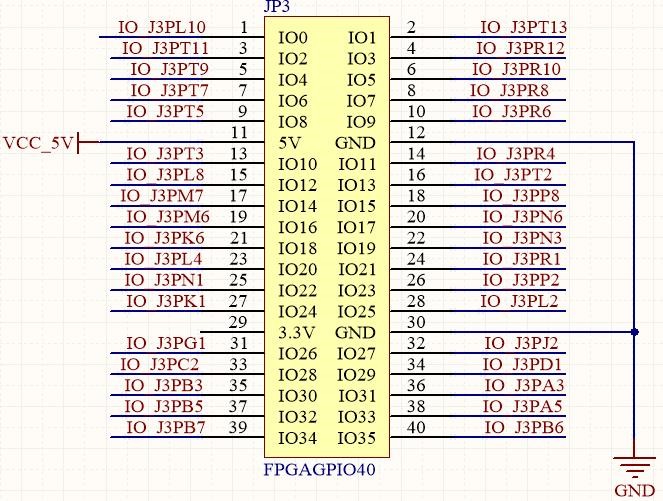 JP3
IO_J3PL10 1 IO0 IO1 2 IO_J3PT13
IO_J3PT11 3 IO2 IO3 4 IO_J3PR12
IO_J3PT9 5 IO4 IO5 6 IO_J3PR10
IO_J3PT7 7 IO6 IO7 8 IO_J3PR8
IO_J3PT5 9 IO8 IO9 10 IO_J3PR6
VCC_5V 11 5V GND 12
IO_J3PT3 13 IO10 IO11 14 IO_J3PR4
IO_J3PL8 15 IO12 IO13 16 IO_J3PT2
IO_J3PM7 17 IO14 IO15 18 IO_J3PP8
IO_J3PM6 19 IO16 IO17 20 IO_J3PN6
IO_J3PK6 21 IO18 IO19 22 IO_J3PN3
IO_J3PL4 23 IO20 IO21 24 IO_J3PR1
IO_J3PN1 25 IO22 IO23 26 IO_J3PP2
IO_J3PK1 27 IO24 IO25 28 IO_J3PL2
29 3.3V GND 30
IO_J3PG1 31 IO26 IO27 32 IO_J3PJ2
IO_J3PC2 33 IO28 IO29 34 IO_J3PD1
IO_J3PB3 35 IO30 IO31 36 IO_J3PA3
IO_J3PB5 37 IO32 IO33 38 IO_J3PA5
IO_J3PB7 39 IO34 IO35 40 IO_J3PB6
FPGAGPIO40
GND